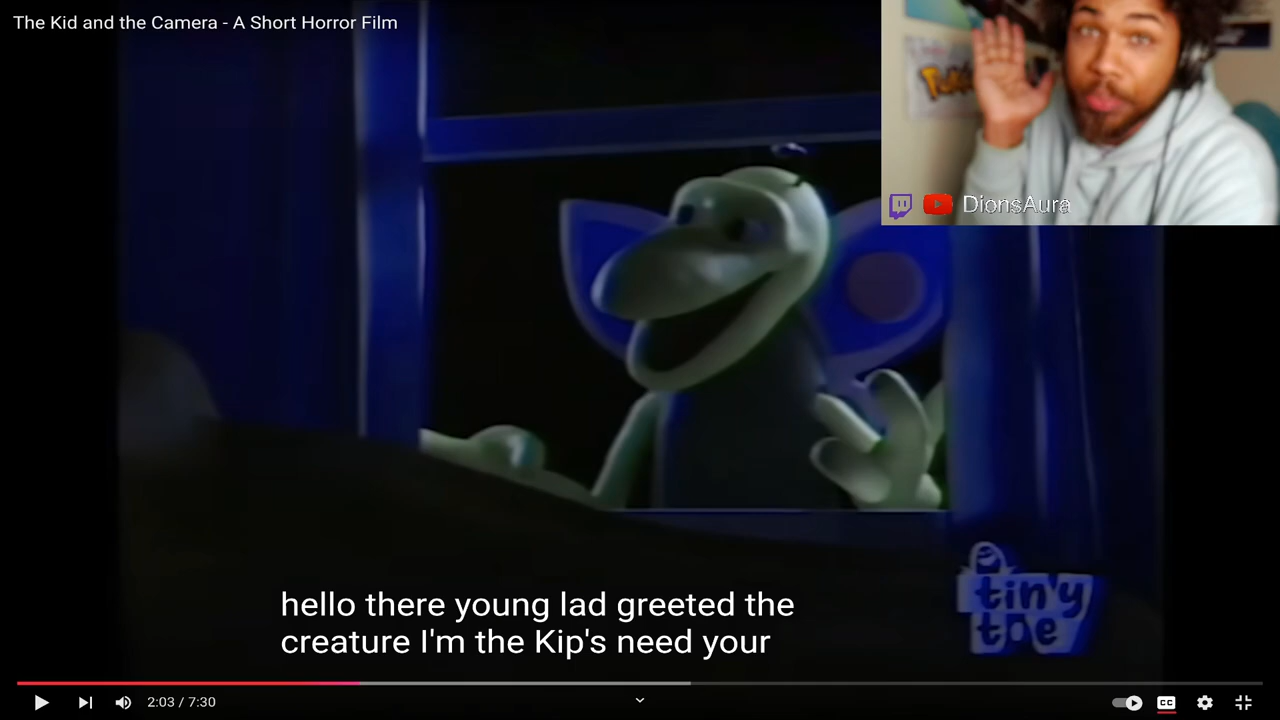 The Kid and the Camera - A Short Horror Film
DionsAura
hello there young lad greeted the
creature I'm the Kip's need your
tiny
toe
2:03 / 7:30
CC